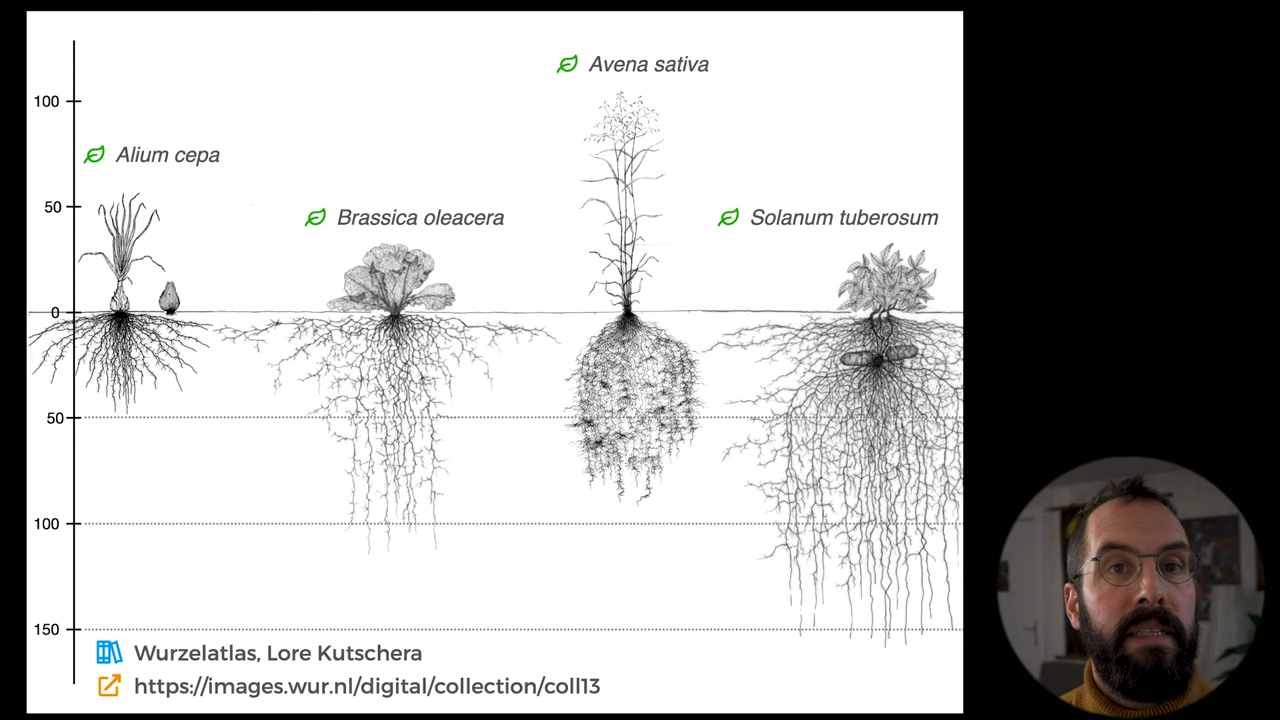 Avena sativa
100
Alium cepa
50
Brassica oleacera
Solanum tuberosum
0
50
100
150
Wurzelatlas, Lore Kutschera
https://images.wur.nl/digital/collection/coll13